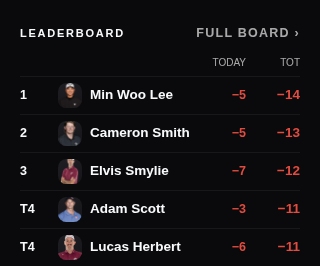 LEADERBOARD FULL BOARD ›
TODAY TOT
1 Min Woo Lee −5 −14
2 Cameron Smith −5 −13
3 Elvis Smylie −7 −12
T4 Adam Scott −3 −11
T4 Lucas Herbert −6 −11